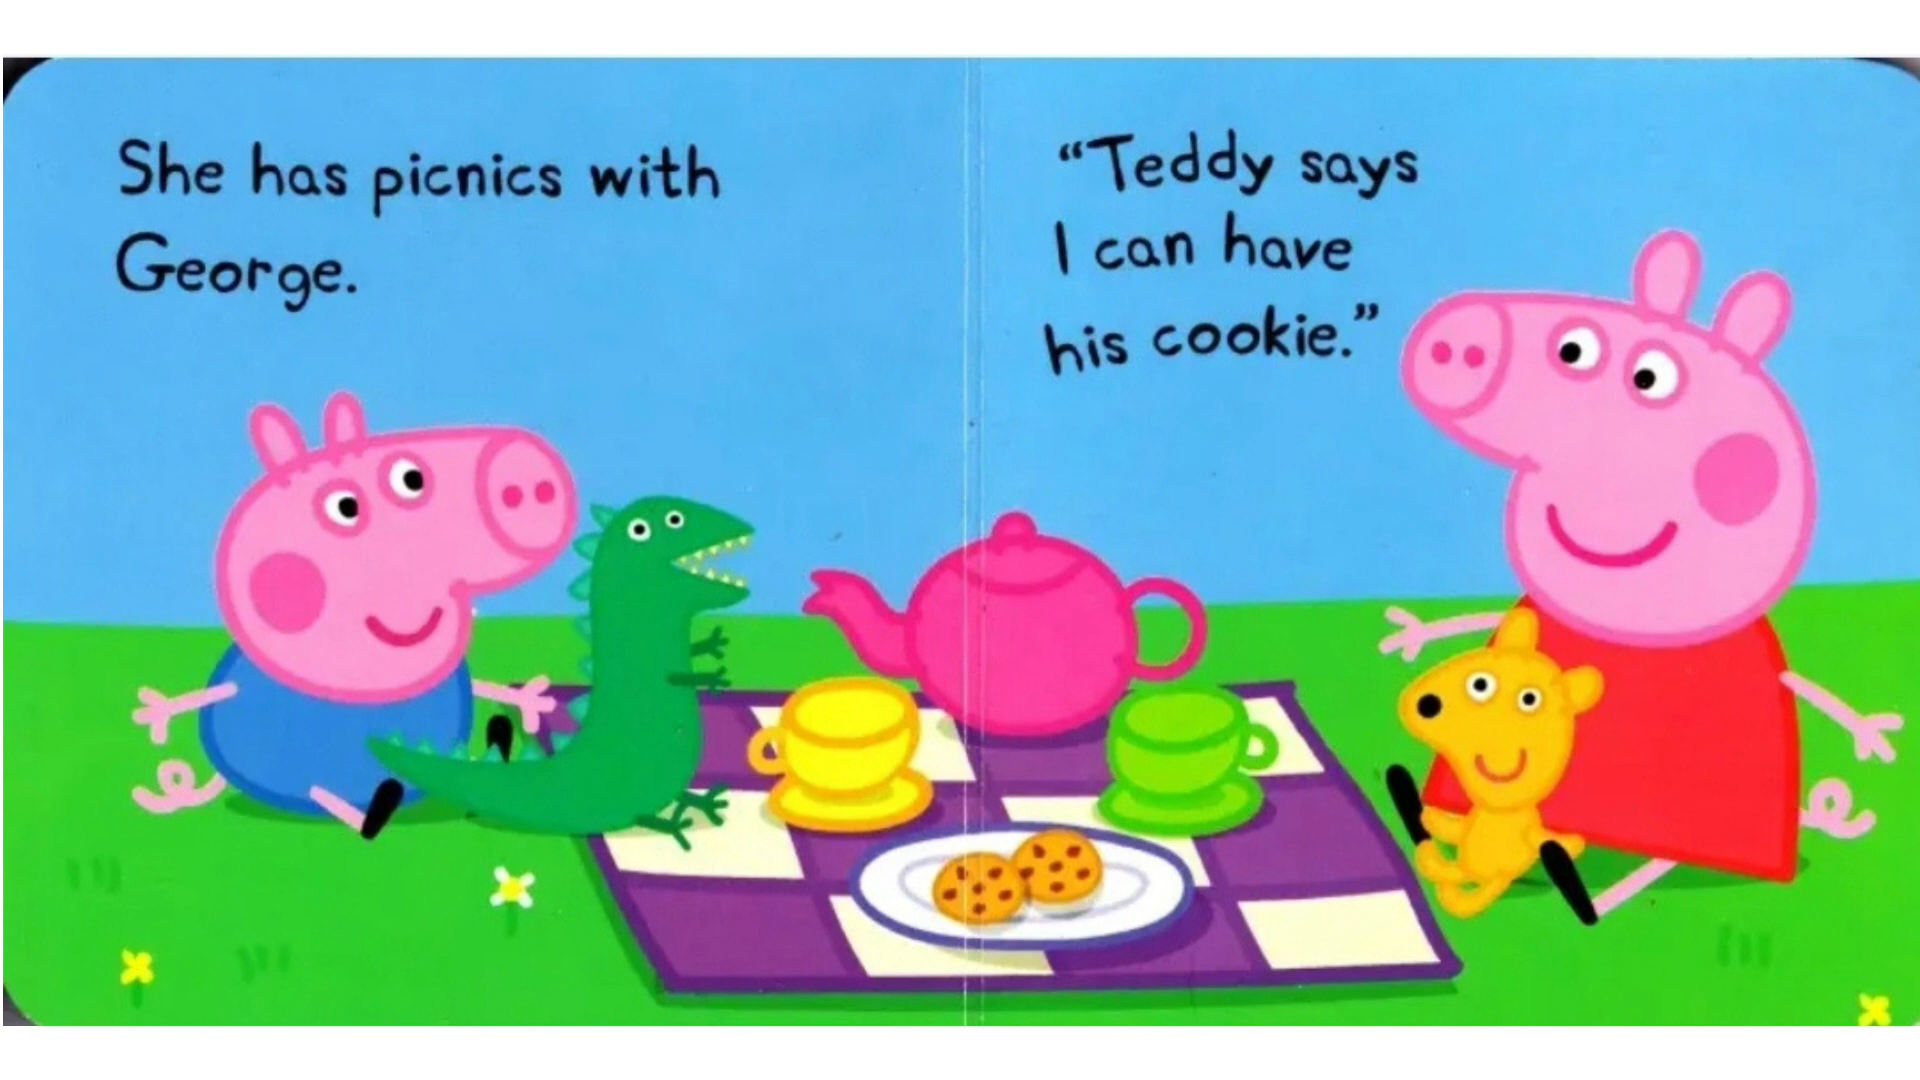 She has picnics with
George.
“Teddy says
I can have
his cookie.”